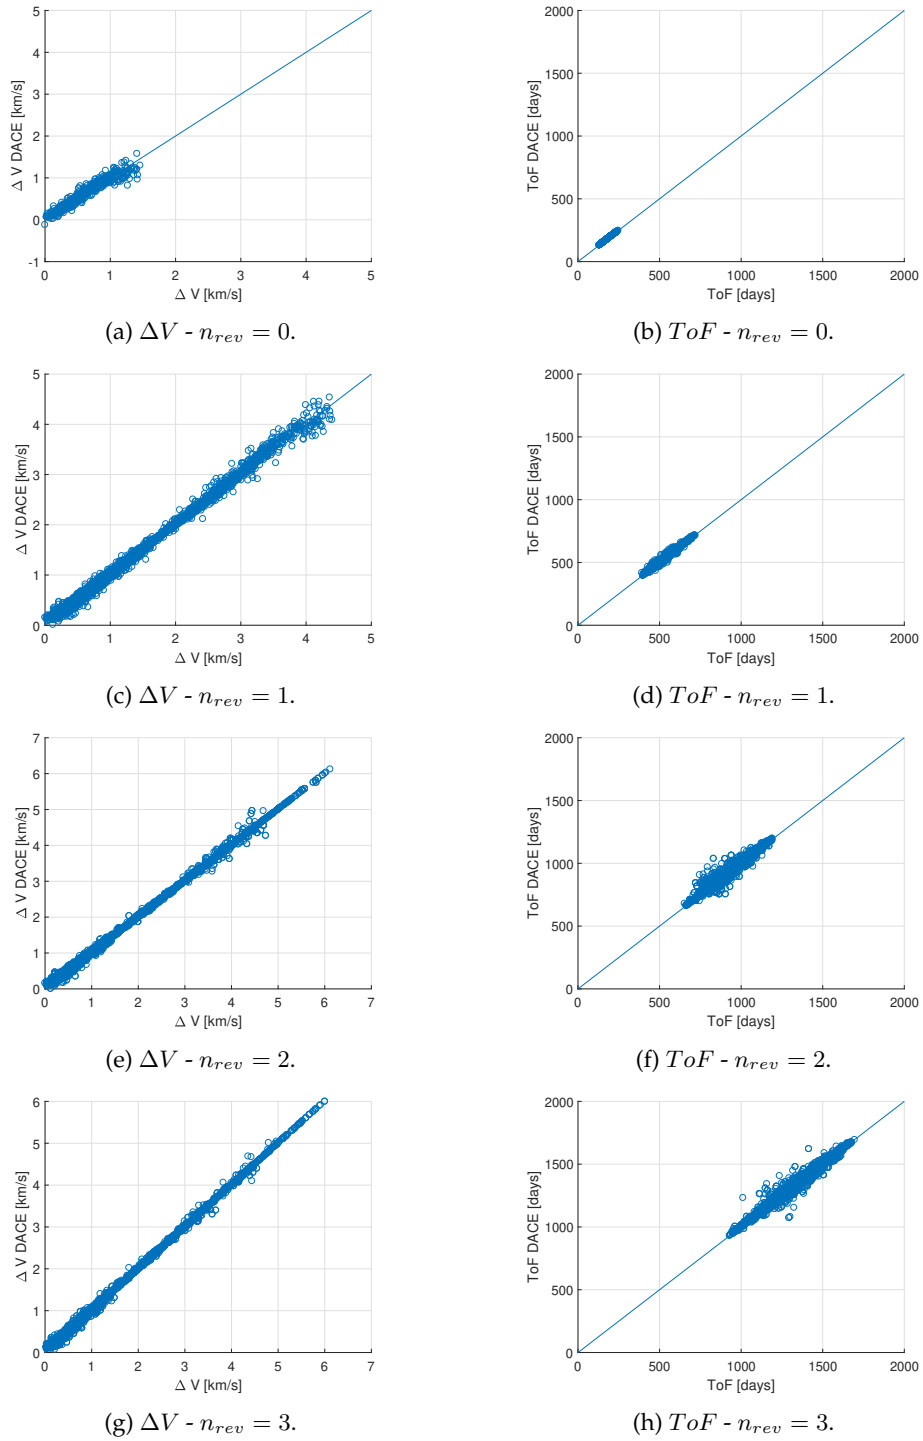 5
4
3
2
1
0
-1
0 1 2 3 4 5
Δ V DACE [km/s]
Δ V [km/s]
(a) ΔV - n_rev = 0.
2000
1500
1000
500
0
0 500 1000 1500 2000
ToF DACE [days]
ToF [days]
(b) ToF - n_rev = 0.
5
4
3
2
1
0
0 1 2 3 4 5
Δ V DACE [km/s]
Δ V [km/s]
(c) ΔV - n_rev = 1.
2000
1500
1000
500
0
0 500 1000 1500 2000
ToF DACE [days]
ToF [days]
(d) ToF - n_rev = 1.
7
6
5
4
3
2
1
0
0 1 2 3 4 5 6 7
Δ V DACE [km/s]
Δ V [km/s]
(e) ΔV - n_rev = 2.
2000
1500
1000
500
0
0 500 1000 1500 2000
ToF DACE [days]
ToF [days]
(f) ToF - n_rev = 2.
6
5
4
3
2
1
0
0 1 2 3 4 5 6 7
Δ V DACE [km/s]
Δ V [km/s]
(g) ΔV - n_rev = 3.
2000
1500
1000
500
0
0 500 1000 1500 2000
ToF DACE [days]
ToF [days]
(h) ToF - n_rev = 3.